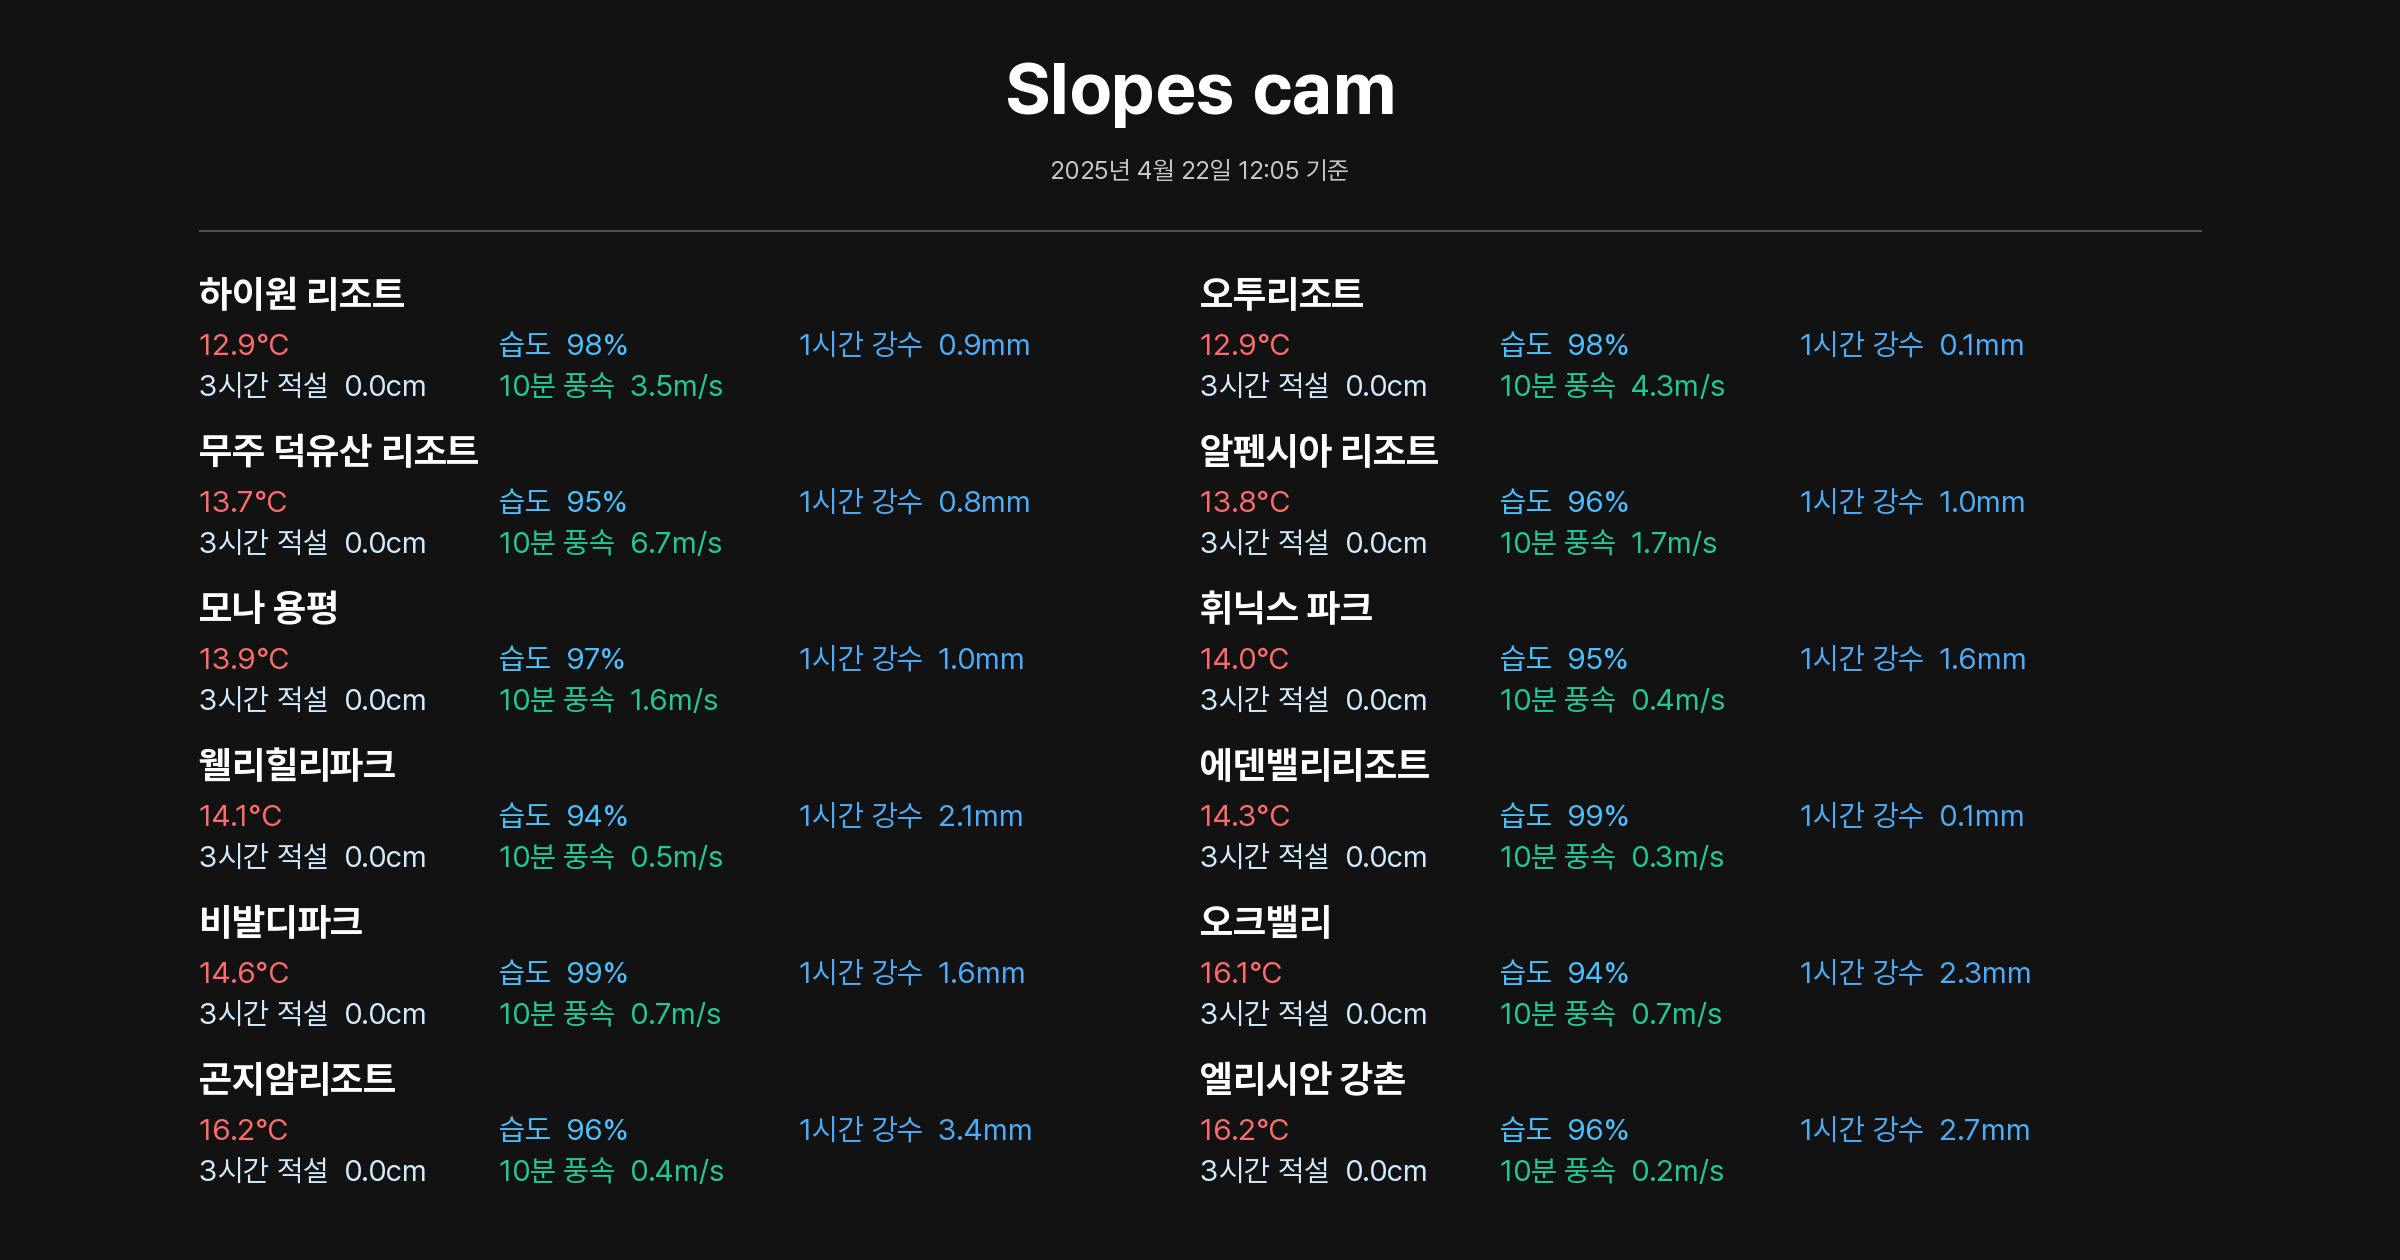 Slopes cam
2025년 4월 22일 12:05 기준
하이원 리조트
12.9°C 습도 98% 1시간 강수 0.9mm
3시간 적설 0.0cm 10분 풍속 3.5m/s
오투리조트
12.9°C 습도 98% 1시간 강수 0.1mm
3시간 적설 0.0cm 10분 풍속 4.3m/s
무주 덕유산 리조트
13.7°C 습도 95% 1시간 강수 0.8mm
3시간 적설 0.0cm 10분 풍속 6.7m/s
알펜시아 리조트
13.8°C 습도 96% 1시간 강수 1.0mm
3시간 적설 0.0cm 10분 풍속 1.7m/s
모나 용평
13.9°C 습도 97% 1시간 강수 1.0mm
3시간 적설 0.0cm 10분 풍속 1.6m/s
휘닉스 파크
14.0°C 습도 95% 1시간 강수 1.6mm
3시간 적설 0.0cm 10분 풍속 0.4m/s
웰리힐리파크
14.1°C 습도 94% 1시간 강수 2.1mm
3시간 적설 0.0cm 10분 풍속 0.5m/s
에덴밸리리조트
14.3°C 습도 99% 1시간 강수 0.1mm
3시간 적설 0.0cm 10분 풍속 0.3m/s
비발디파크
14.6°C 습도 99% 1시간 강수 1.6mm
3시간 적설 0.0cm 10분 풍속 0.7m/s
오크밸리
16.1°C 습도 94% 1시간 강수 2.3mm
3시간 적설 0.0cm 10분 풍속 0.7m/s
곤지암리조트
16.2°C 습도 96% 1시간 강수 3.4mm
3시간 적설 0.0cm 10분 풍속 0.4m/s
엘리시안 강촌
16.2°C 습도 96% 1시간 강수 2.7mm
3시간 적설 0.0cm 10분 풍속 0.2m/s